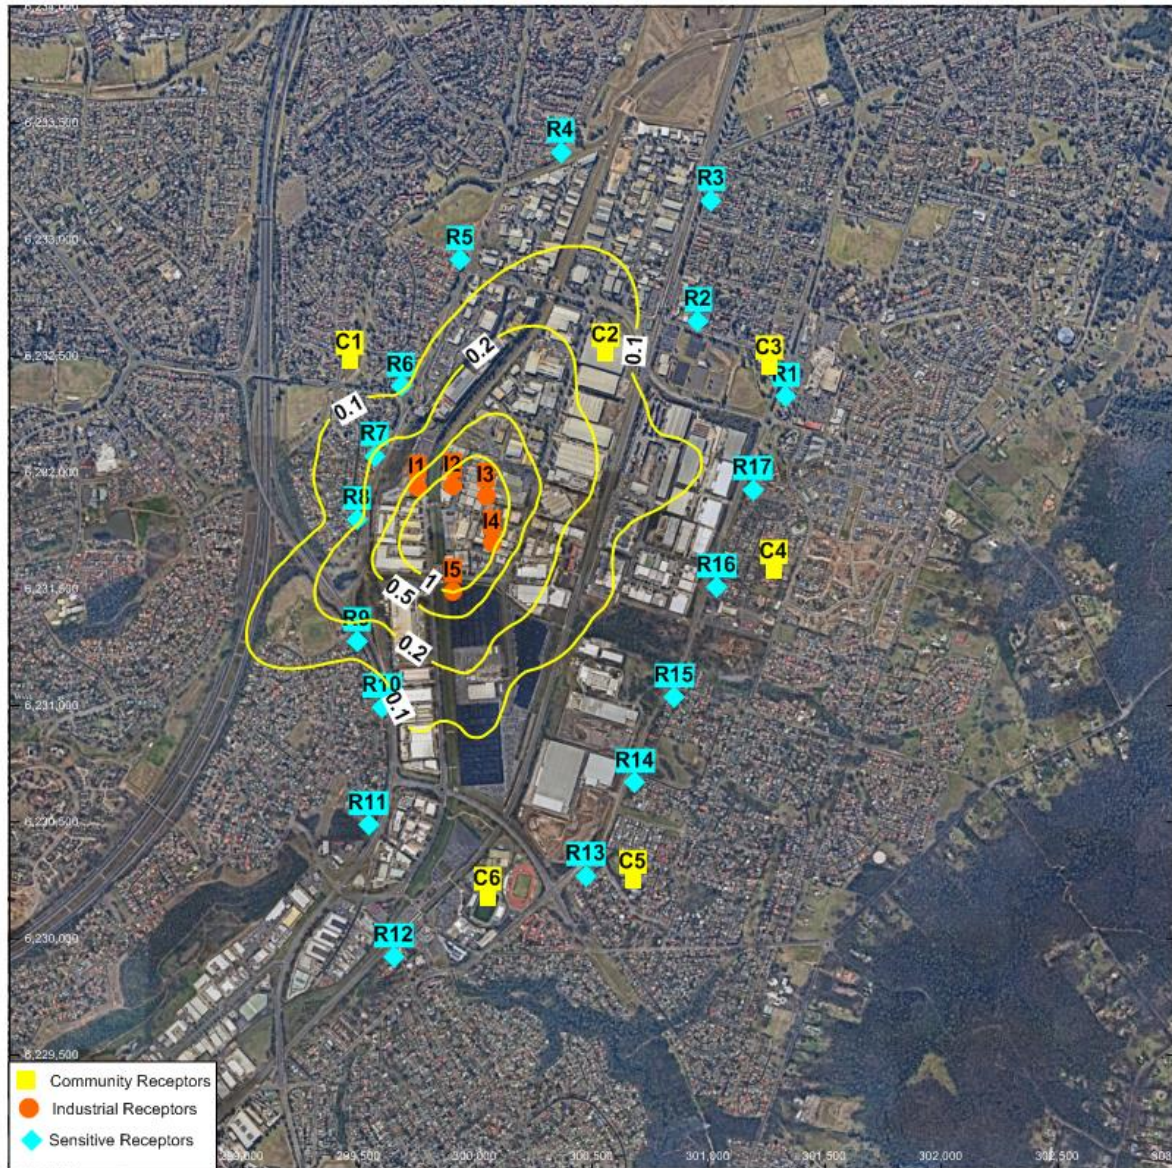 6,233,500
R4
R3
6,233,000
R5
R2
6,232,500
C1
C2
C3
0.2
0.1
R6
R1
0.1
R7
6,232,000
I1
I2
I3
R17
R8
I4
C4
6,231,500
I5
1
R16
0.5
R9
0.2
R10
R15
6,231,000
0.1
R14
R11
6,230,500
R13
C5
C6
6,230,000
R12
6,229,500
Community Receptors
Industrial Receptors
Sensitive Receptors
299,500
300,000
300,500
301,000
301,500
302,000
302,500